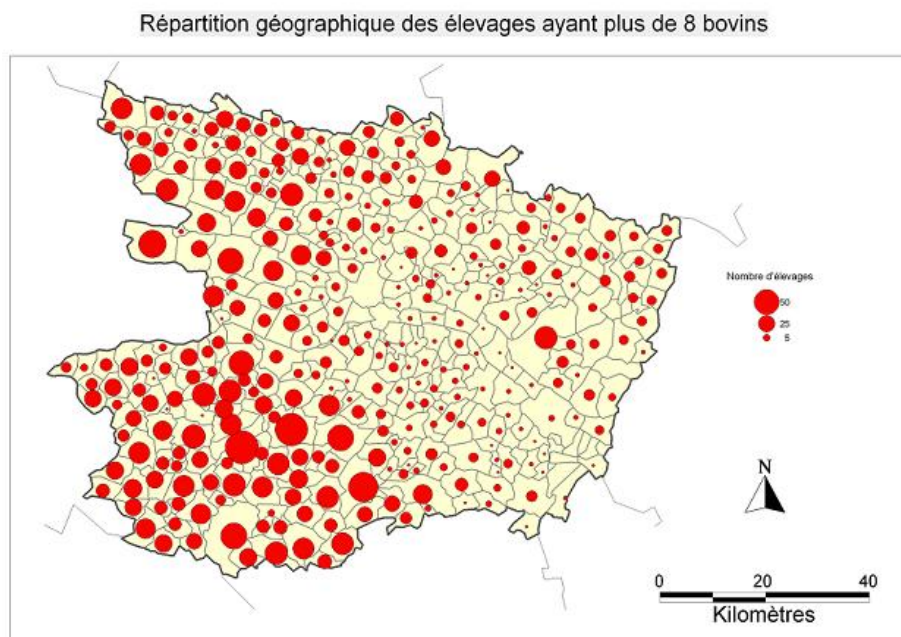 Répartition géographique des élevages ayant plus de 8 bovins
Nombre d'élevages
50
25
5
N
0 20 40
Kilomètres